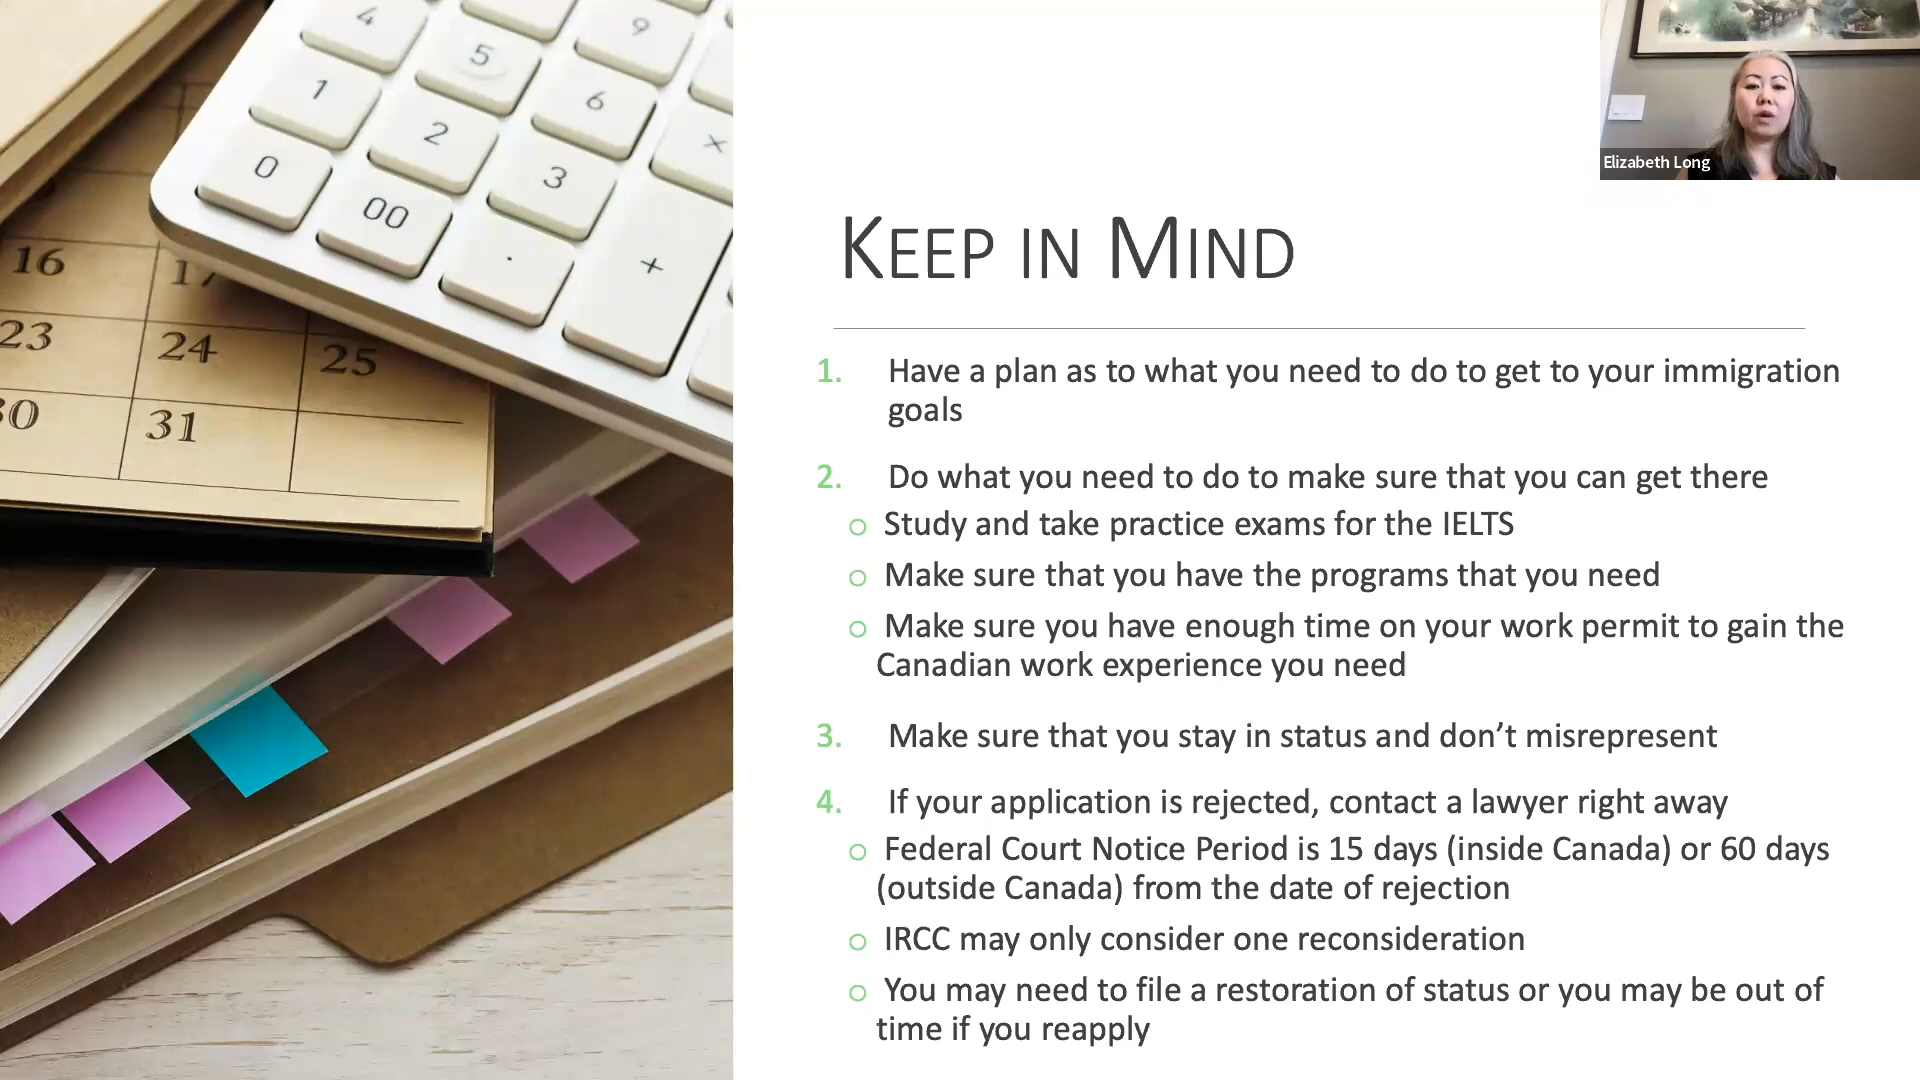 4
9
5
1
6
2
×
0
3
00
.
+
16
17
23
24
25
30
31
Elizabeth Long
KEEP IN MIND
1. Have a plan as to what you need to do to get to your immigration
goals
2. Do what you need to do to make sure that you can get there
o Study and take practice exams for the IELTS
o Make sure that you have the programs that you need
o Make sure you have enough time on your work permit to gain the
Canadian work experience you need
3. Make sure that you stay in status and don’t misrepresent
4. If your application is rejected, contact a lawyer right away
o Federal Court Notice Period is 15 days (inside Canada) or 60 days
(outside Canada) from the date of rejection
o IRCC may only consider one reconsideration
o You may need to file a restoration of status or you may be out of
time if you reapply